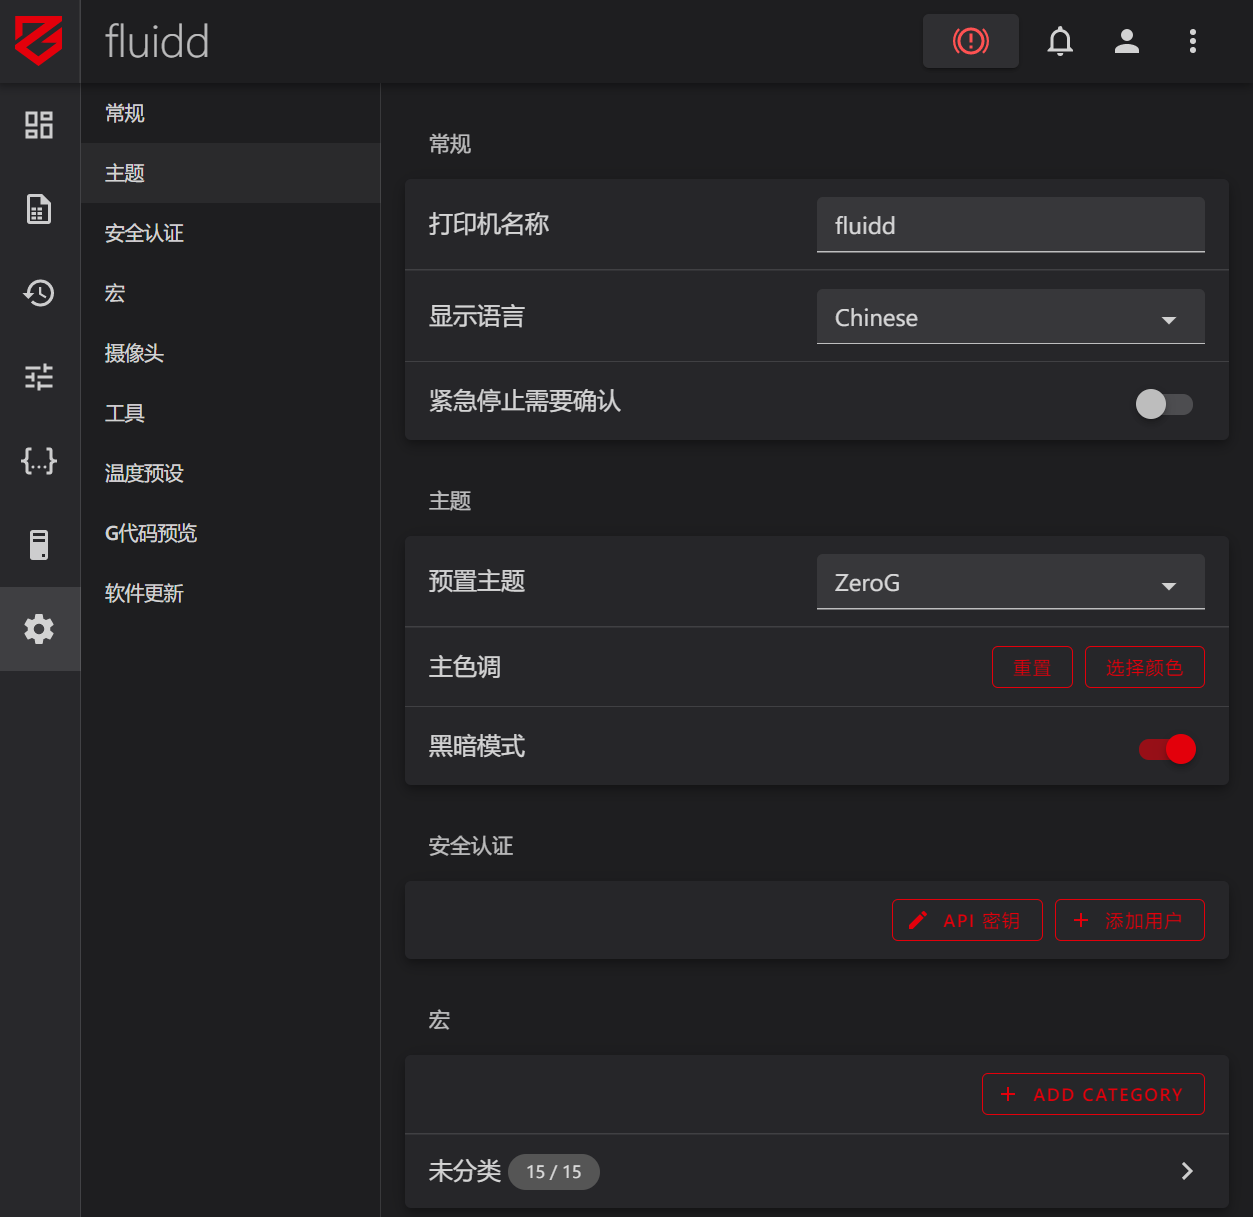 fluidd
常规
主题
安全认证
宏
摄像头
工具
温度预设
G代码预览
软件更新
常规
打印机名称 fluidd
显示语言 Chinese
紧急停止需要确认
主题
预置主题 ZeroG
主色调 重置 选择颜色
黑暗模式
安全认证
API 密钥 添加用户
宏
ADD CATEGORY
未分类 15 / 15